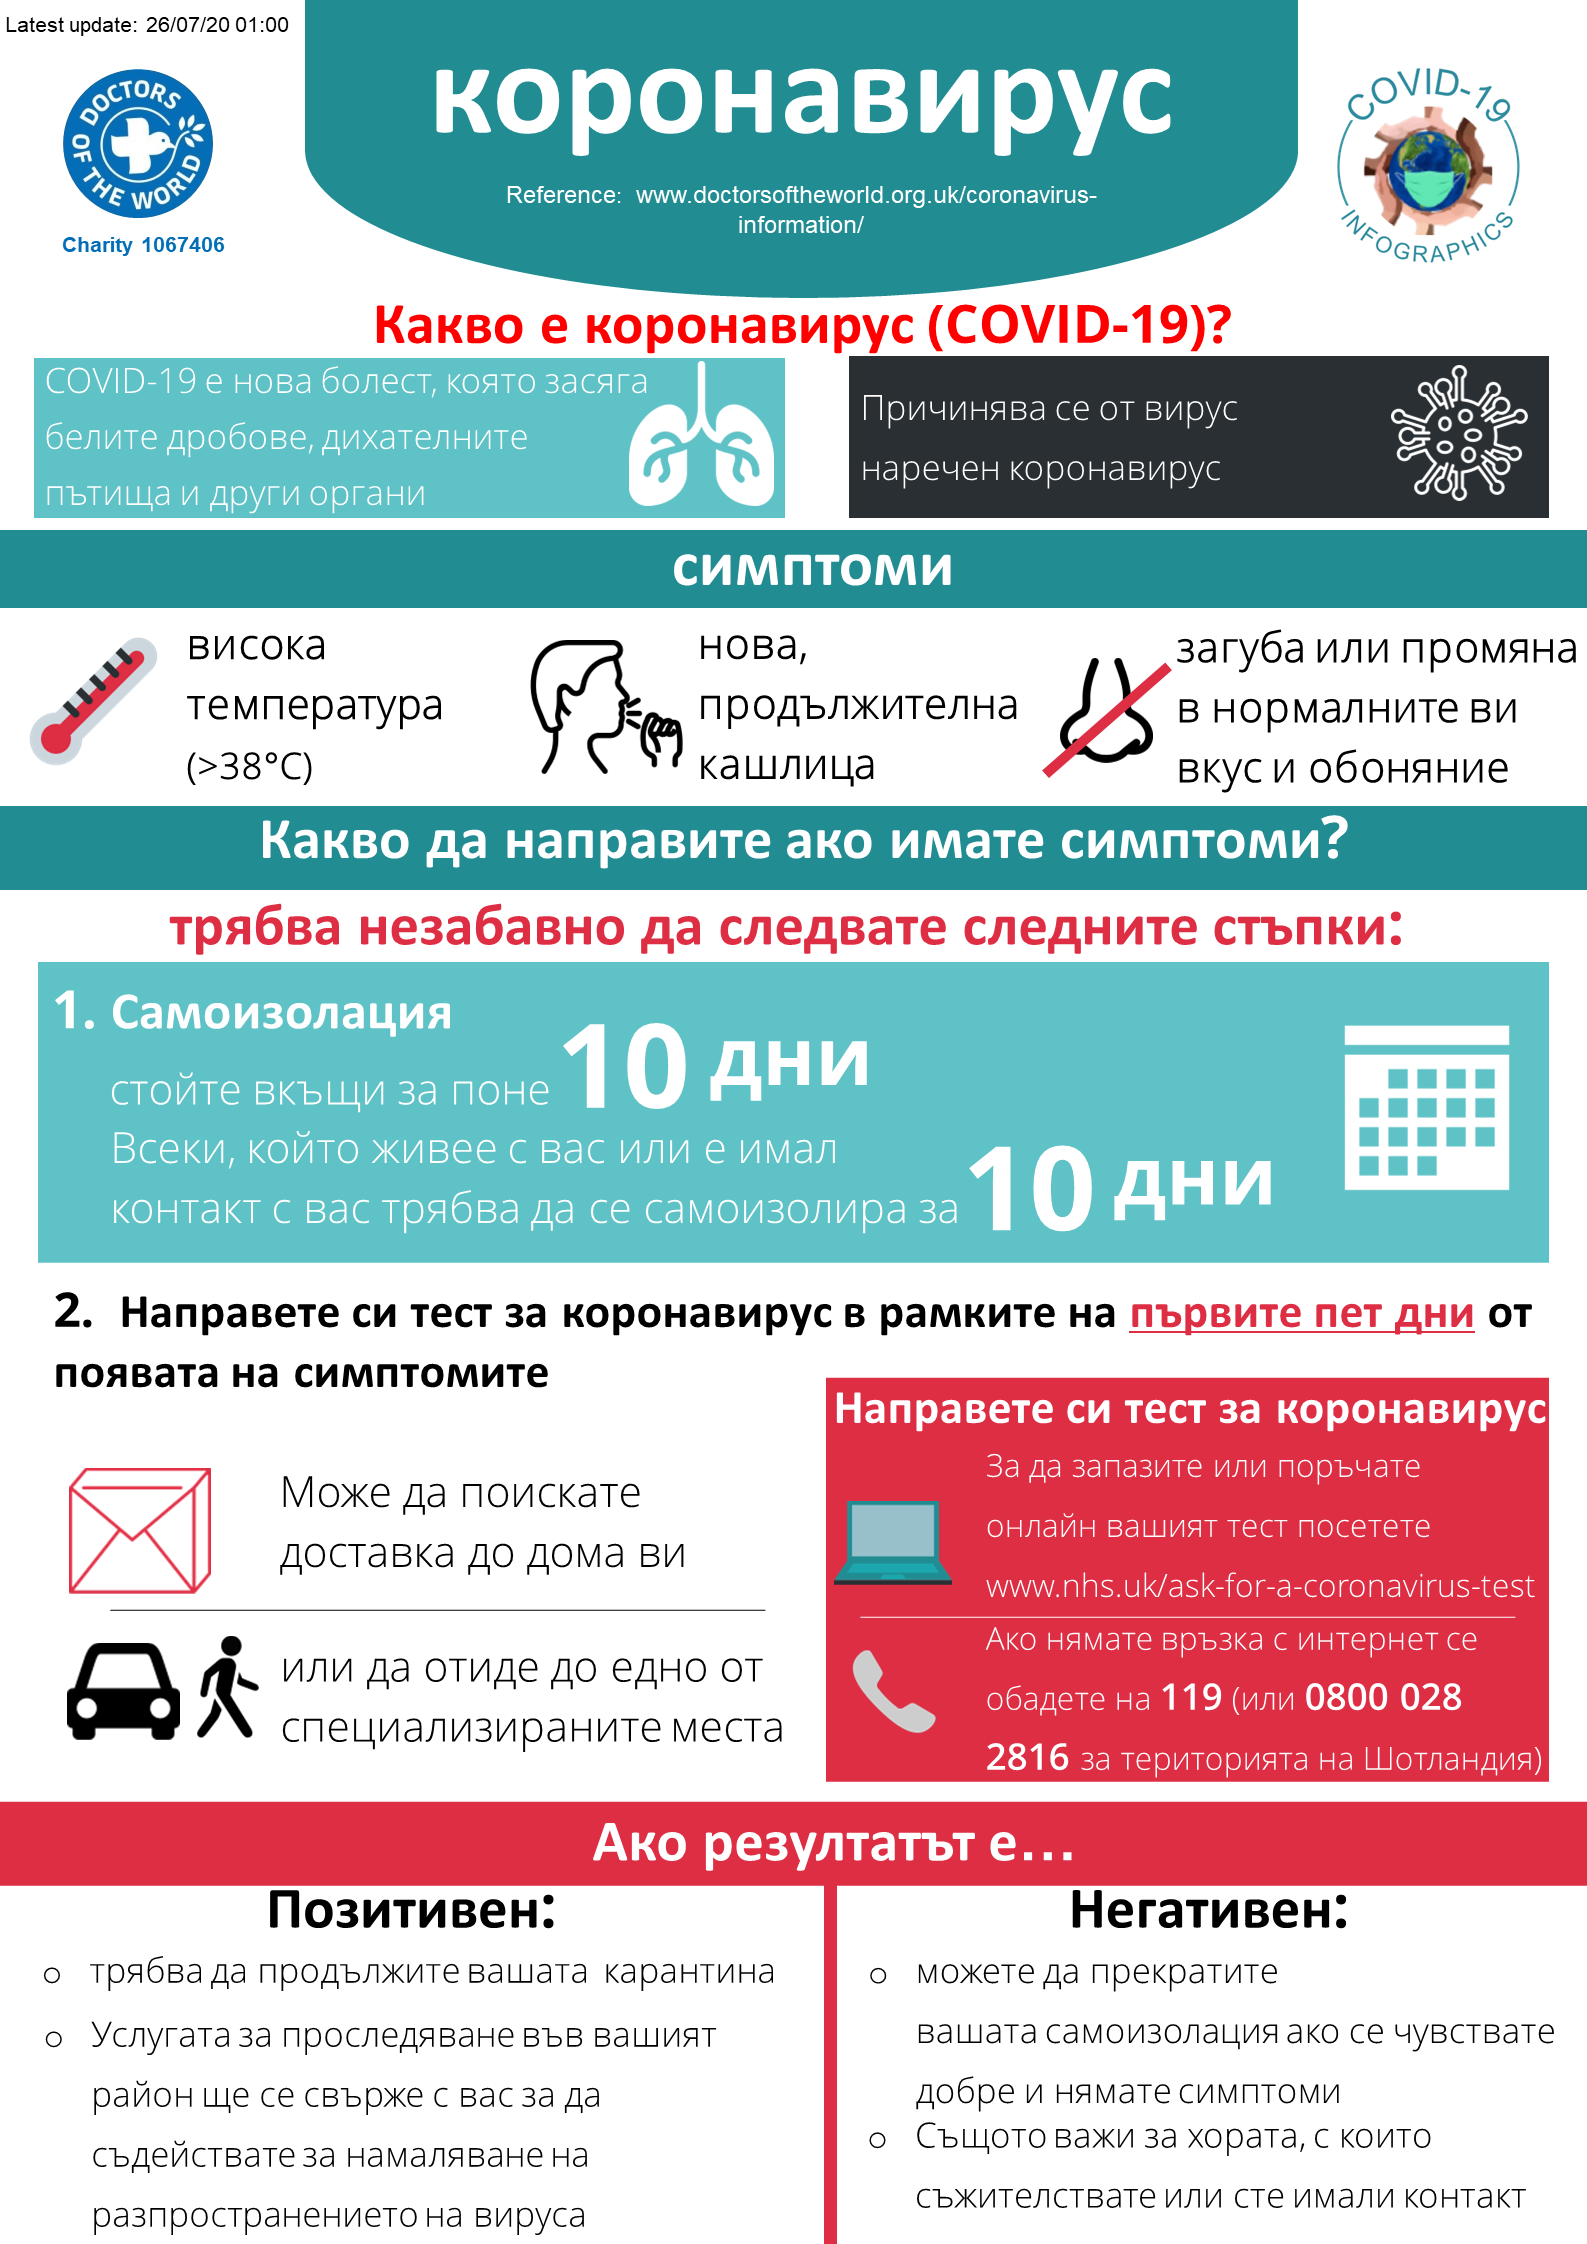 Latest update: 26/07/20 01:00
DOCTORS OF THE WORLD
Charity 1067406
коронавирус
Reference: www.doctorsoftheworld.org.uk/coronavirus-
information/
COVID-19
INFOGRAPHICS
Какво е коронавирус (COVID-19)?
COVID-19 е нова болест, която засяга
белите дробове, дихателните
пътища и други органи
Причинява се от вирус
наречен коронавирус
симптоми
висока
температура
(>38°C)
нова,
продължителна
кашлица
загуба или промяна
в нормалните ви
вкус и обоняние
Какво да направите ако имате симптоми?
трябва незабавно да следвате следните стъпки:
1. Самоизолация
стойте вкъщи за поне 10 дни
Всеки, който живее с вас или е имал
контакт с вас трябва да се самоизолира за 10 дни
2. Направете си тест за коронавирус в рамките на първите пет дни от
появата на симптомите
Може да поискате
доставка до дома ви
или да отиде до едно от
специализираните места
Направете си тест за коронавирус
За да запазите или поръчате
онлайн вашият тест посетете
www.nhs.uk/ask-for-a-coronavirus-test
Ако нямате връзка с интернет се
обадете на 119 (или 0800 028
2816 за територията на Шотландия)
Ако резултатът е...
Позитивен:
o трябва да продължите вашата карантина
o Услугата за проследяване във вашият
район ще се свърже с вас за да
съдействате за намаляване на
разпространението на вируса
Негативен:
o можете да прекратите
вашата самоизолация ако се чувствате
добре и нямате симптоми
o Същото важи за хората, с които
съжителствате или сте имали контакт